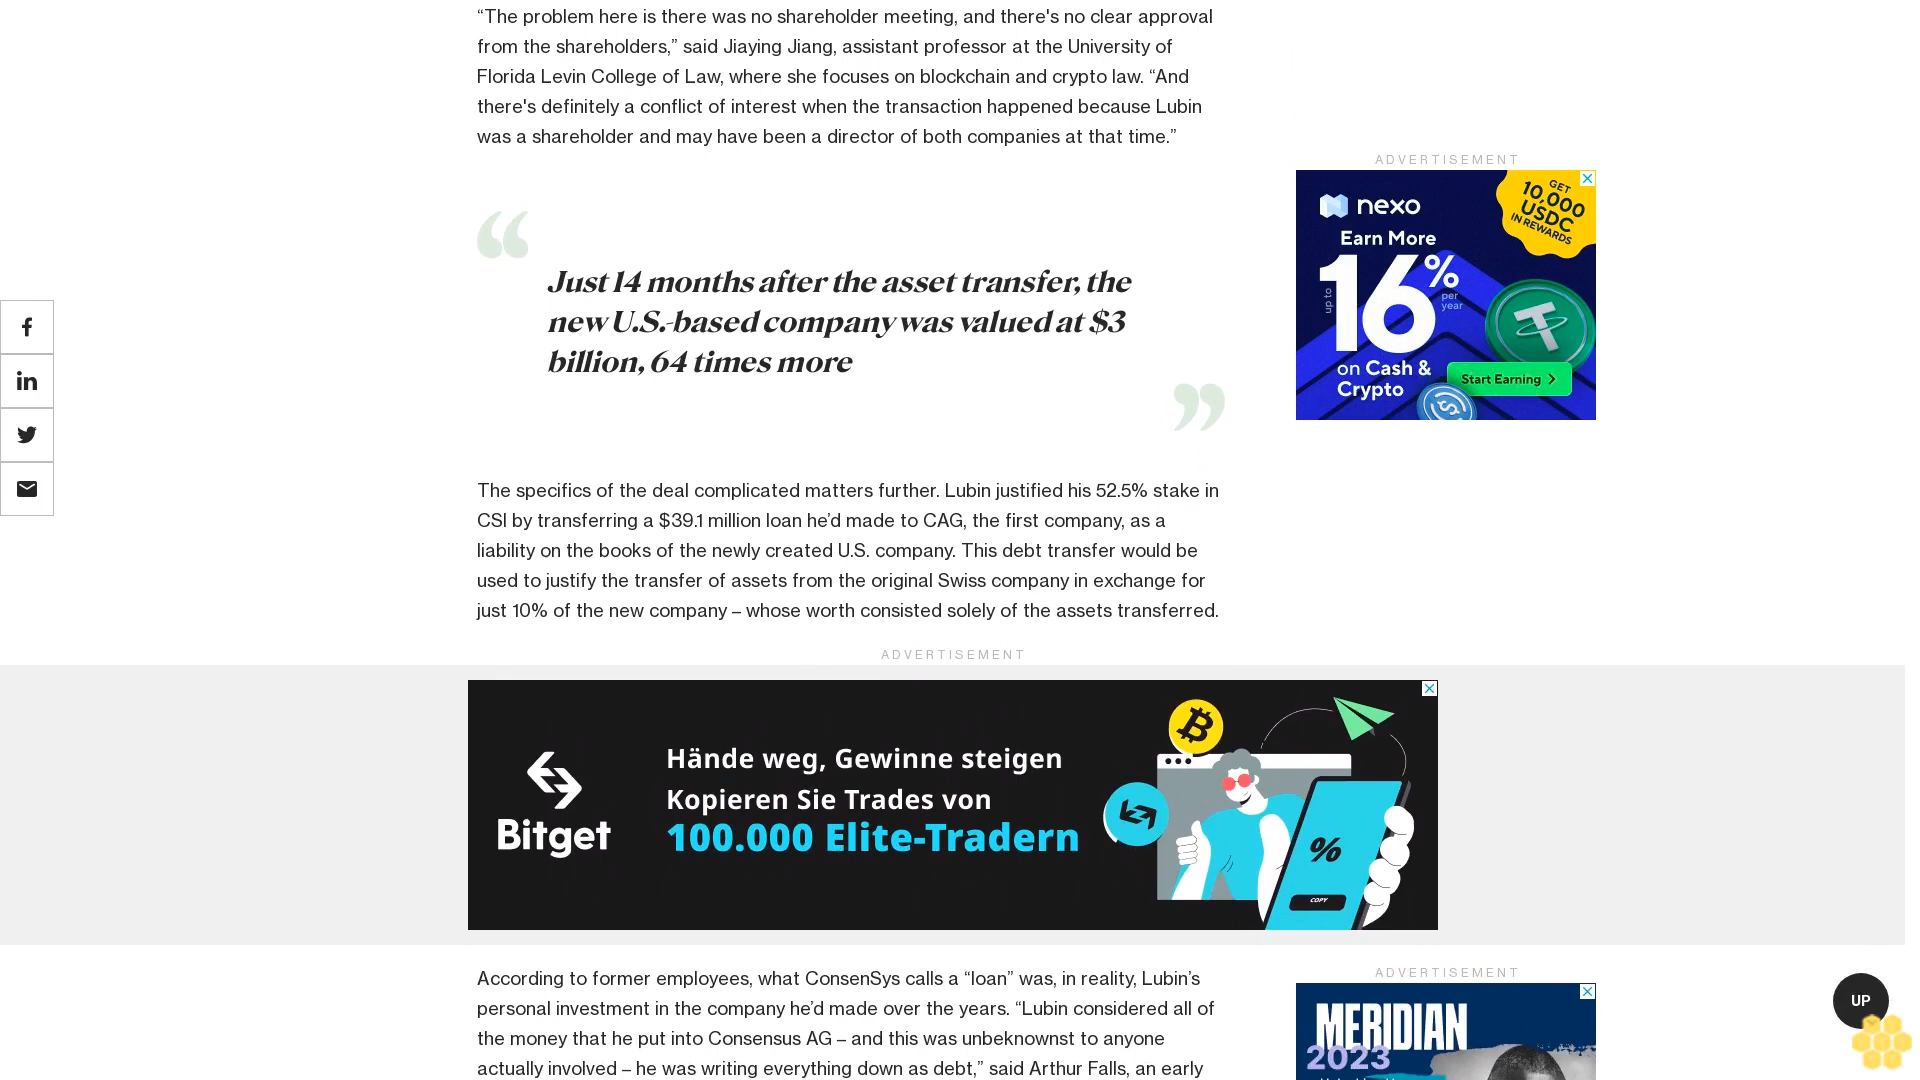 “The problem here is there was no shareholder meeting, and there's no clear approval
from the shareholders,” said Jiaying Jiang, assistant professor at the University of
Florida Levin College of Law, where she focuses on blockchain and crypto law. “And
there's definitely a conflict of interest when the transaction happened because Lubin
was a shareholder and may have been a director of both companies at that time.”
“
Just 14 months after the asset transfer, the
new U.S.-based company was valued at $3
billion, 64 times more
”
The specifics of the deal complicated matters further. Lubin justified his 52.5% stake in
CSI by transferring a $39.1 million loan he’d made to CAG, the first company, as a
liability on the books of the newly created U.S. company. This debt transfer would be
used to justify the transfer of assets from the original Swiss company in exchange for
just 10% of the new company – whose worth consisted solely of the assets transferred.
ADVERTISEMENT
nexo
GET
10,000
USDC
IN REWARDS
Earn More
up to
16%
per
year
on Cash &
Crypto
Start Earning
ADVERTISEMENT
Bitget
Hände weg, Gewinne steigen
Kopieren Sie Trades von
100.000 Elite-Tradern
%
COPY
According to former employees, what ConsenSys calls a “loan” was, in reality, Lubin’s
personal investment in the company he’d made over the years. “Lubin considered all of
the money that he put into Consensus AG – and this was unbeknownst to anyone
actually involved – he was writing everything down as debt,” said Arthur Falls, an early
ADVERTISEMENT
MERIDIAN
2023
UP